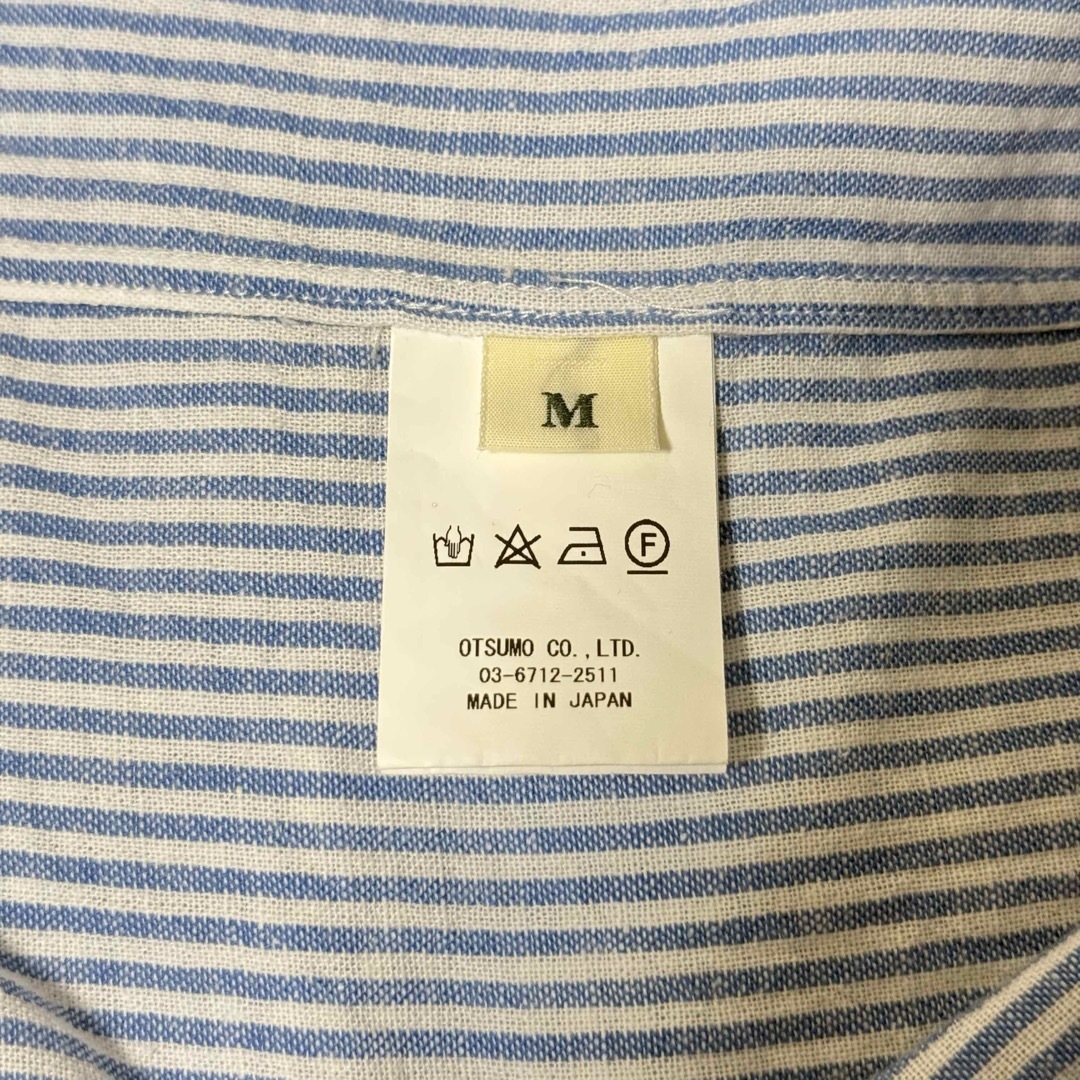 M
F
OTSUMO CO.,LTD.
03-6712-2511
MADE IN JAPAN